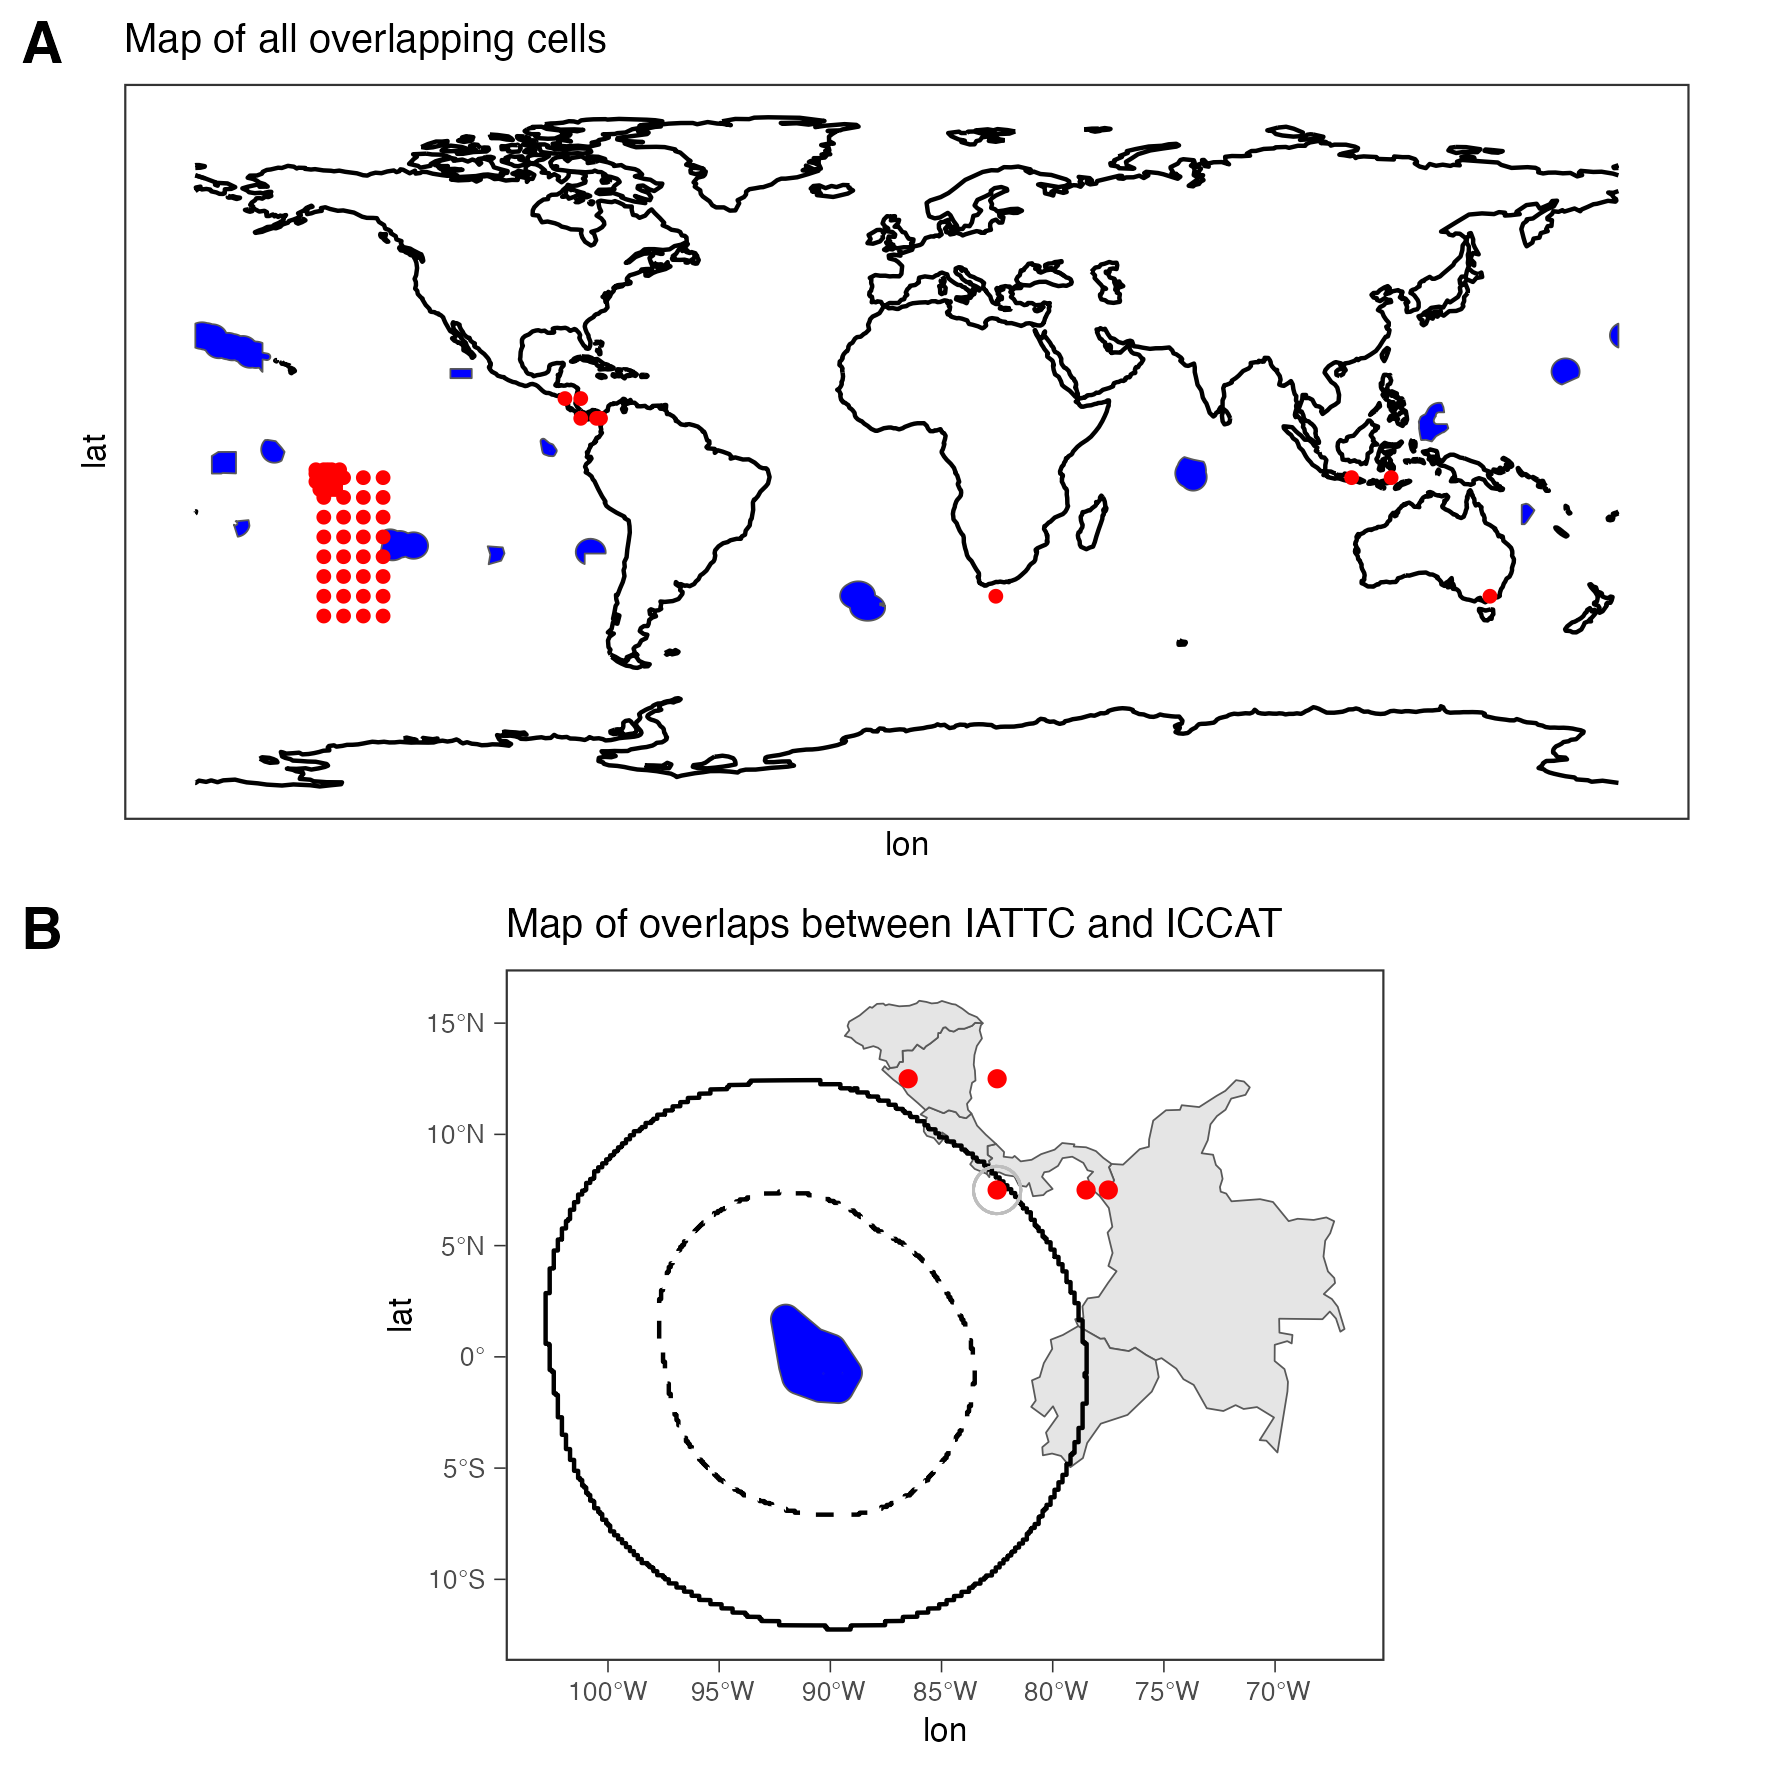 A
Map of all overlapping cells
lat
lon
B
Map of overlaps between IATTC and ICCAT
15°N
10°N
5°N
0°
5°S
10°S
lat
100°W 95°W 90°W 85°W 80°W 75°W 70°W
lon